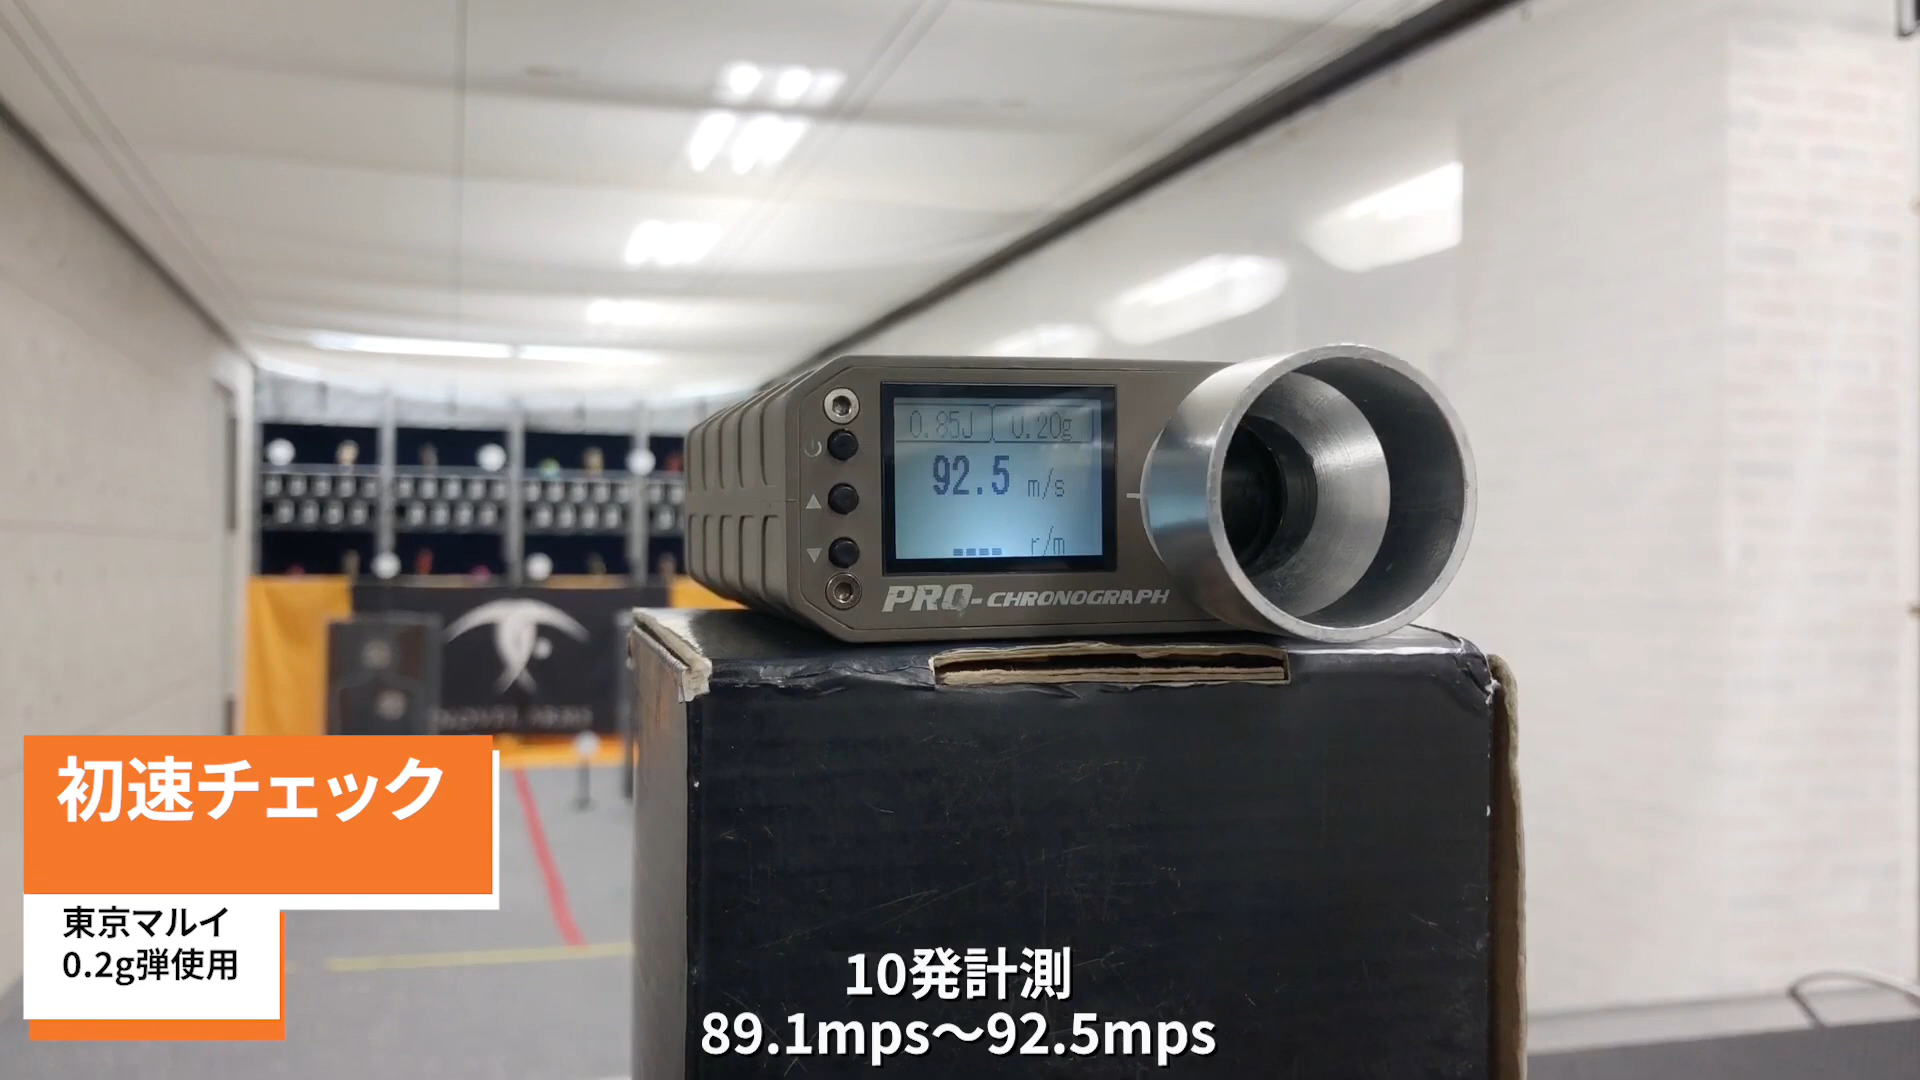 0.85J 0.20g
92.5 m/s
---- r/m
PRO-CHRONOGRAPH
初速チェック
東京マルイ
0.2g弾使用
10発計測
89.1mps～92.5mps